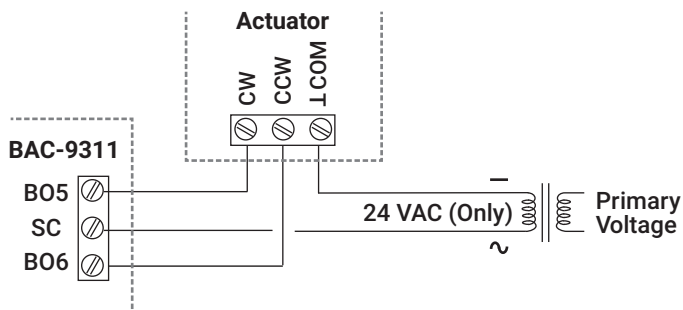 Actuator
CW
CCW
⊥COM
BAC-9311
BO5
SC
BO6
–
24 VAC (Only)
~
Primary
Voltage